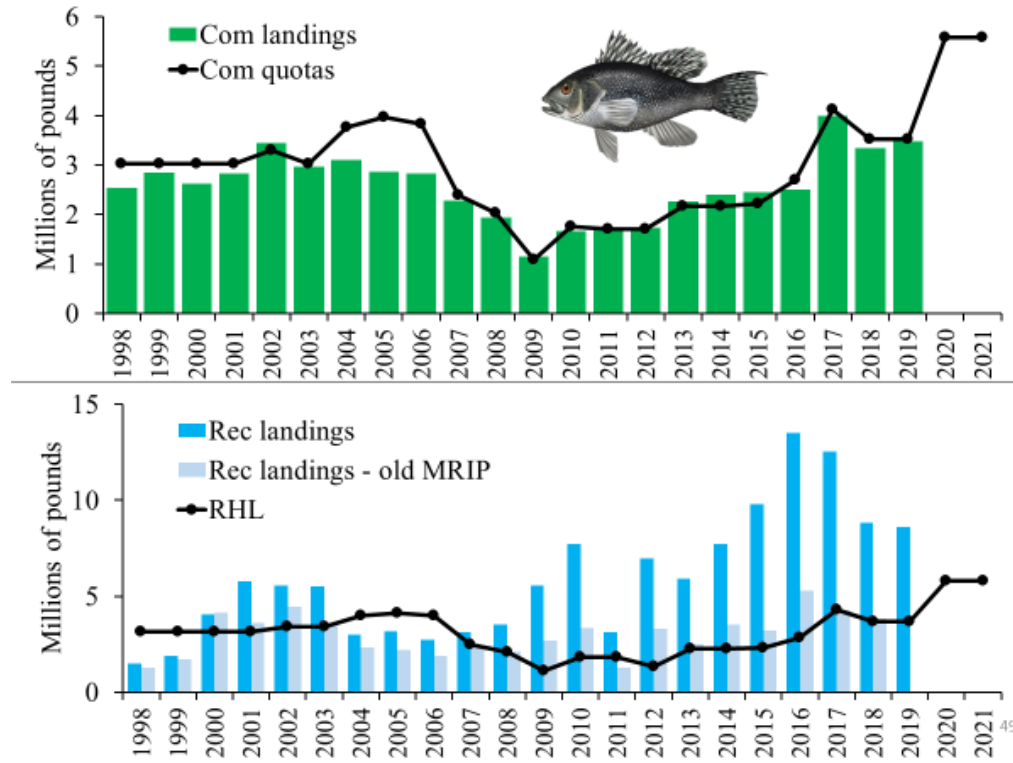 6
5
4
3
2
1
0
Millions of pounds
Com landings
Com quotas
1998 1999 2000 2001 2002 2003 2004 2005 2006 2007 2008 2009 2010 2011 2012 2013 2014 2015 2016 2017 2018 2019 2020 2021
15
10
5
0
Millions of pounds
Rec landings
Rec landings - old MRIP
RHL
1998 1999 2000 2001 2002 2003 2004 2005 2006 2007 2008 2009 2010 2011 2012 2013 2014 2015 2016 2017 2018 2019 2020 2021
49